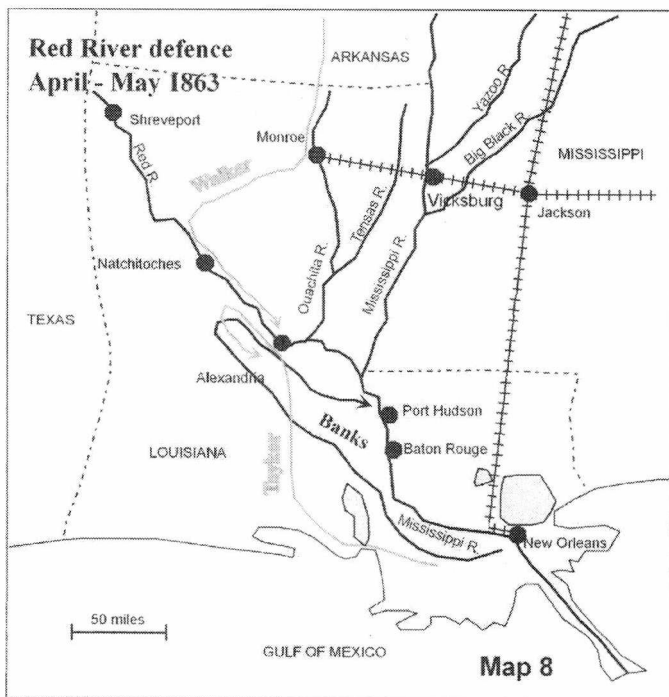 Red River defence
April - May 1863
ARKANSAS
Shreveport
Yazoo R.
Monroe
Big Black R.
MISSISSIPPI
Red R.
Walker
Vicksburg
Jackson
Tensas R.
Natchitoches
Ouachita R.
Mississippi R.
TEXAS
Alexandria
Port Hudson
Banks
Baton Rouge
LOUISIANA
Taylor
Mississippi R.
New Orleans
50 miles
GULF OF MEXICO
Map 8